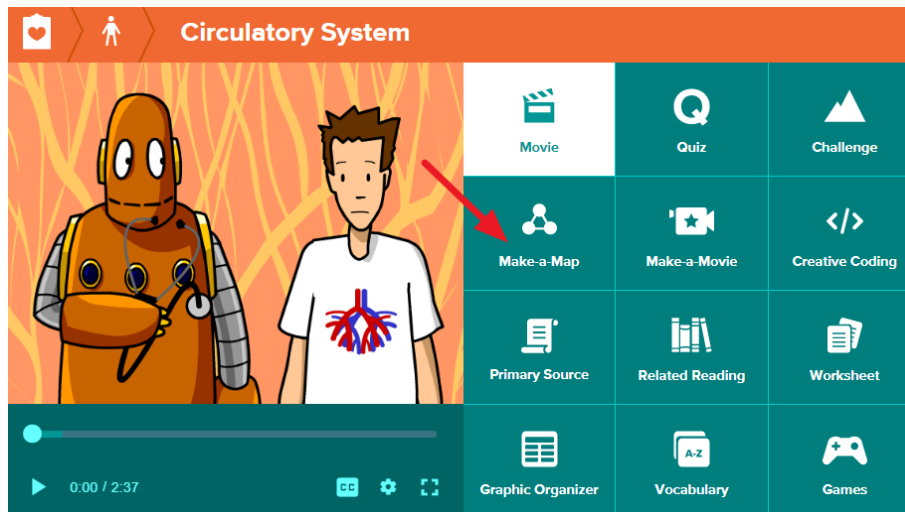 Circulatory System
Movie
Quiz
Challenge
Make-a-Map
Make-a-Movie
</>
Creative Coding
Primary Source
Related Reading
Worksheet
0:00 / 2:37
CC
Graphic Organizer
A-Z
Vocabulary
Games